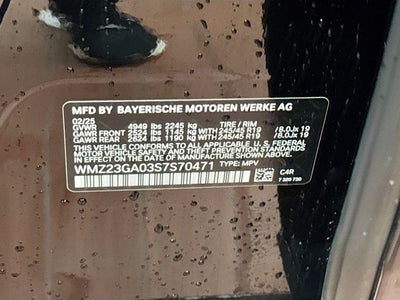 MFD BY BAYERISCHE MOTOREN WERKE AG
02/25 TIRE / RIM
GVWR 4949 lbs 2245 kg
GAWR FRONT 2524 lbs 1145 kg WITH 245/45 R19 /8.0Jx 19
GAWR REAR 2624 lbs 1190 kg WITH 245/45 R19 /8.0Jx 19
THIS VEHICLE CONFORMS TO ALL APPLICABLE U.S. FEDERAL
MOTOR VEHICLE SAFETY, BUMPER AND THEFT PREVENTION
STANDARDS IN EFFECT ON THE DATE OF MANUFACTURE SHOWN ABOVE.
WMZ23GA03S7S70471 TYPE: MPV
C4R